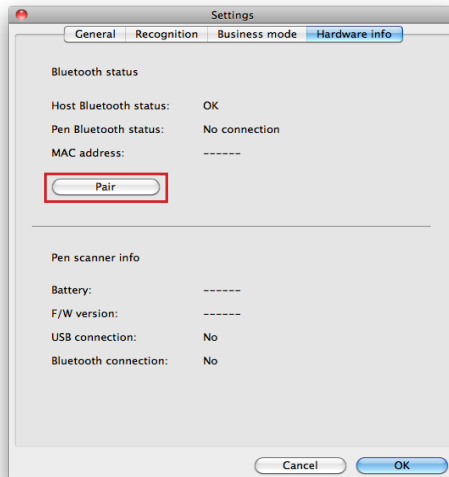 Settings
General Recognition Business mode Hardware info
Bluetooth status
Host Bluetooth status: OK
Pen Bluetooth status: No connection
MAC address: ------
Pair
Pen scanner info
Battery: ------
F/W version: ------
USB connection: No
Bluetooth connection: No
Cancel OK